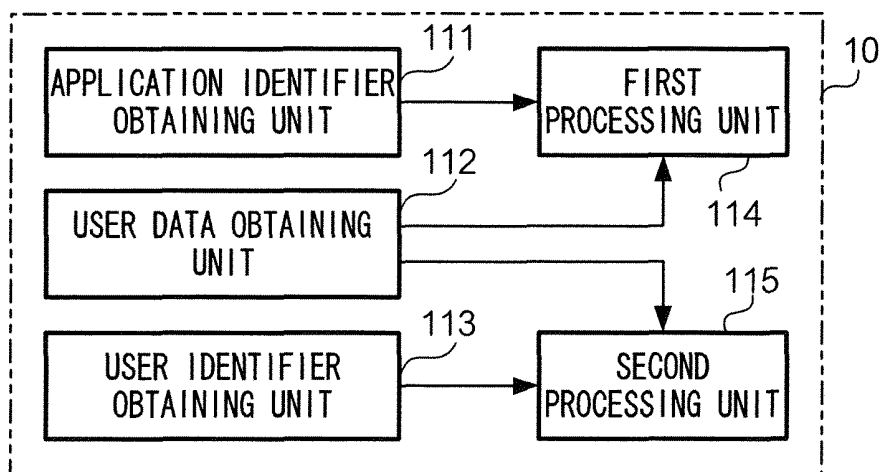 111
APPLICATION IDENTIFIER
OBTAINING UNIT
FIRST
PROCESSING UNIT
10
114
112
USER DATA OBTAINING
UNIT
115
113
USER IDENTIFIER
OBTAINING UNIT
SECOND
PROCESSING UNIT